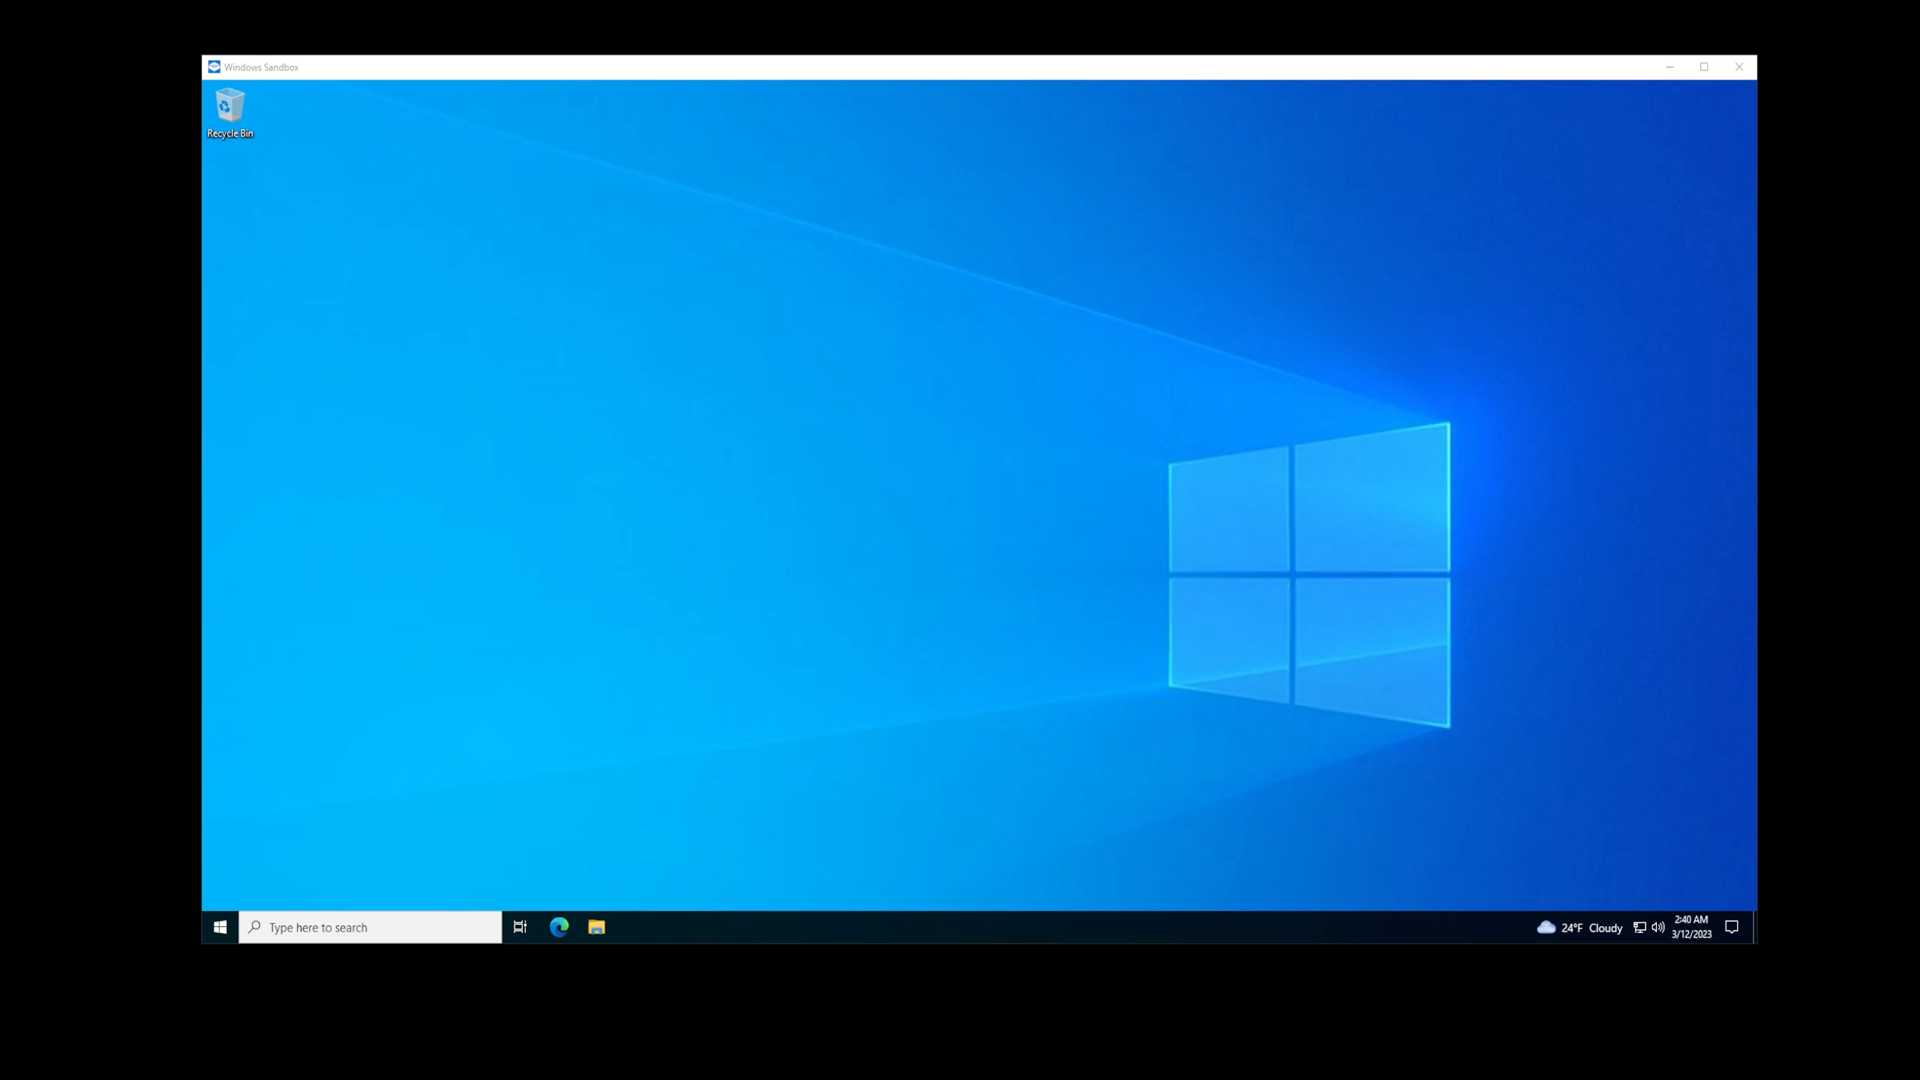 Windows Sandbox
Recycle Bin
Type here to search
24°F Cloudy
2:40 AM
3/12/2023